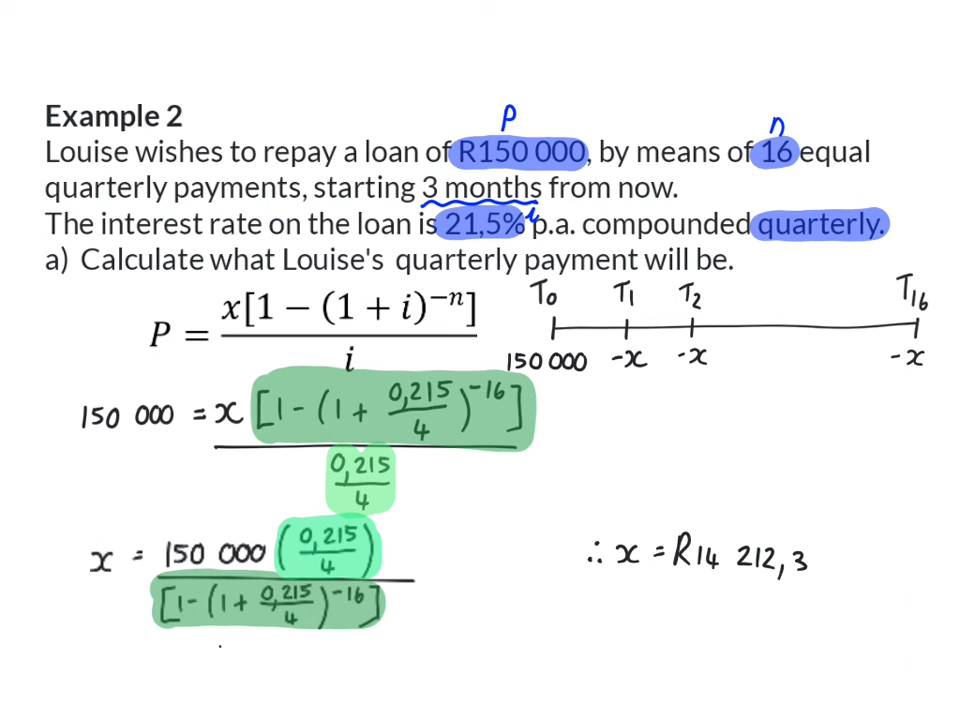 Example 2
P n
Louise wishes to repay a loan of R150 000, by means of 16 equal
quarterly payments, starting 3 months from now.
i
The interest rate on the loan is 21,5% p.a. compounded quarterly.
a) Calculate what Louise's quarterly payment will be.
T₀ T₁ T₂ T₁₆
P = x[1 − (1 + i)⁻ⁿ] / i
150 000 -x -x -x
150 000 = x [1 - (1 + 0,215/4)⁻¹⁶] / (0,215/4)
x = 150 000 (0,215/4) / [1 - (1 + 0,215/4)⁻¹⁶]
∴ x = R14 212,3